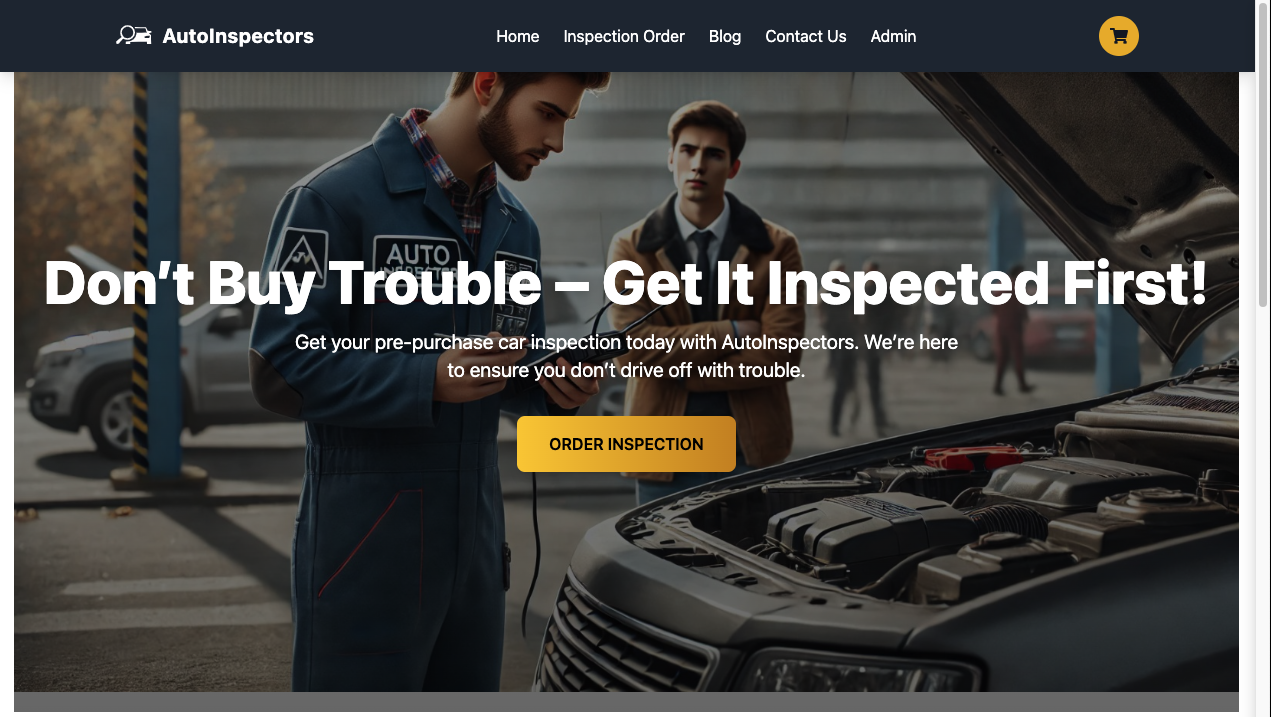 AutoInspectors
Home
Inspection Order
Blog
Contact Us
Admin
AUTO
Don’t Buy Trouble – Get It Inspected First!
Get your pre-purchase car inspection today with AutoInspectors. We’re here
to ensure you don’t drive off with trouble.
ORDER INSPECTION